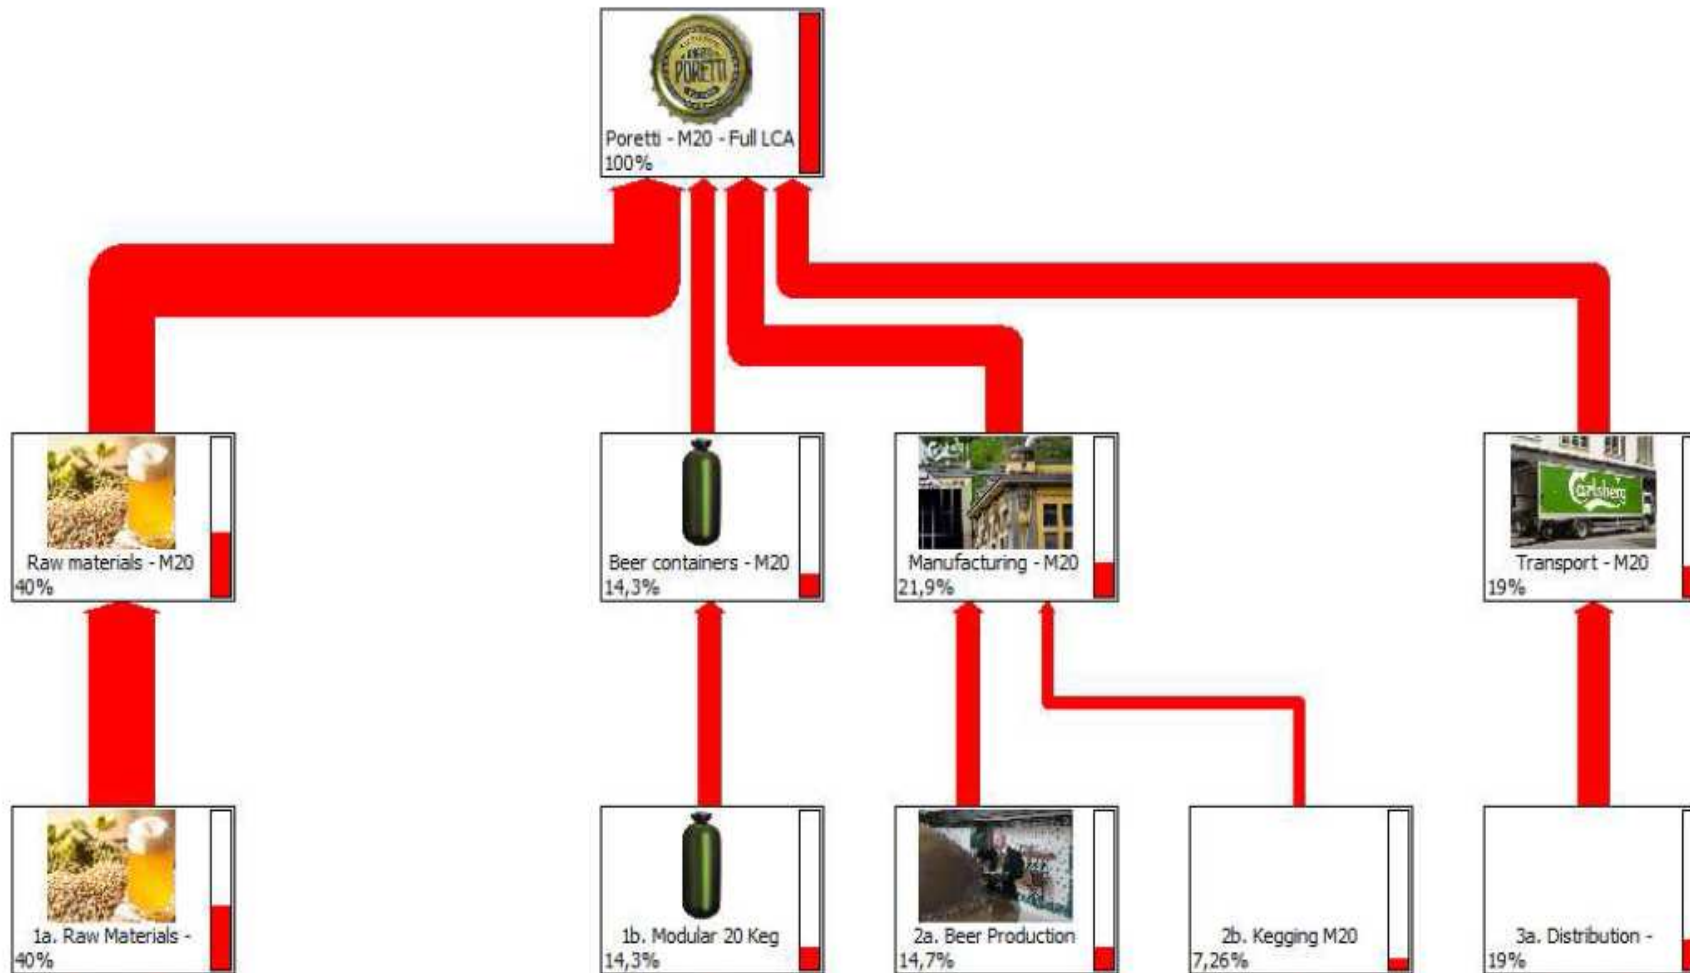 PORETTI
Poretti - M20 - Full LCA
100%
Raw materials - M20
40%
Beer containers - M20
14,3%
Carlsberg
Manufacturing - M20
21,9%
Carlsberg
Transport - M20
19%
1a. Raw Materials -
40%
1b. Modular 20 Keg
14,3%
2a. Beer Production
14,7%
2b. Kegging M20
7,26%
3a. Distribution -
19%